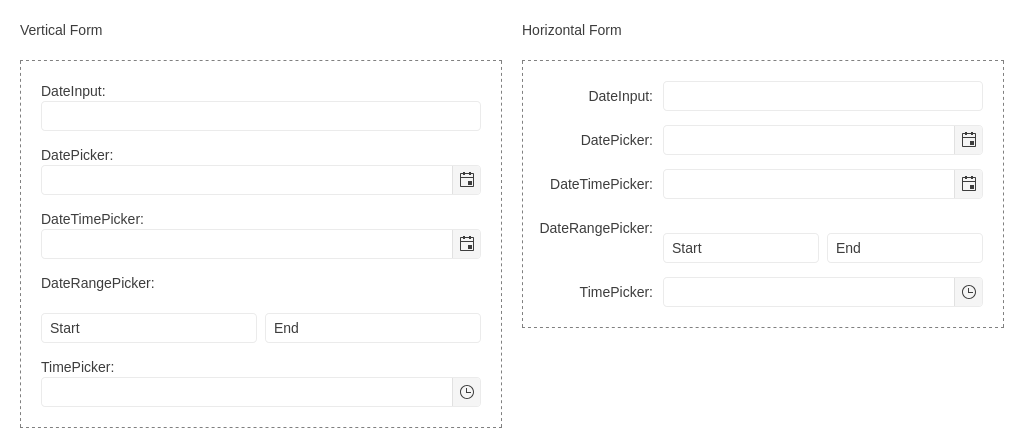 Vertical Form
DateInput:
DatePicker:
DateTimePicker:
DateRangePicker:
Start End
TimePicker:
Horizontal Form
DateInput:
DatePicker:
DateTimePicker:
DateRangePicker:
Start End
TimePicker: